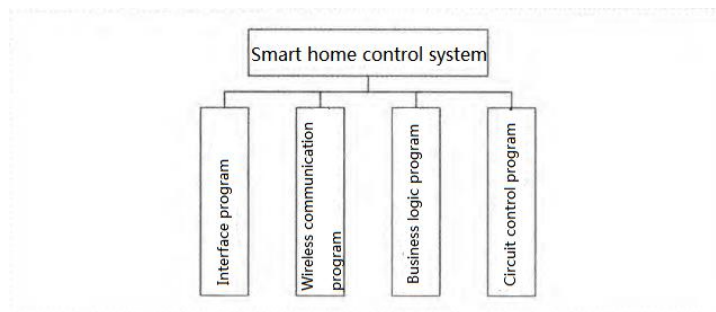 Smart home control system
Interface program
Wireless communication
program
Business logic program
Circuit control program